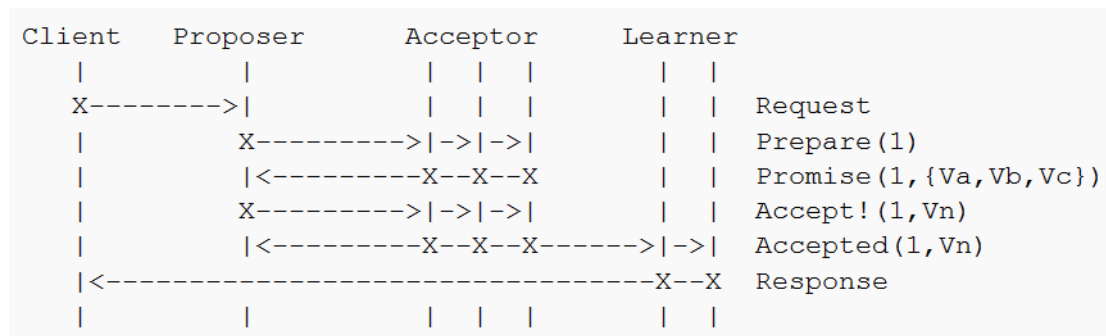 Client   Proposer      Acceptor     Learner
   |         |          |  |  |       |  |
   X-------->|          |  |  |       |  |  Request
   |         X--------->|->|->|       |  |  Prepare(1)
   |         |<---------X--X--X       |  |  Promise(1,{Va,Vb,Vc})
   |         X--------->|->|->|       |  |  Accept!(1,Vn)
   |         |<---------X--X--X------>|->|  Accepted(1,Vn)
   |<---------------------------------X--X  Response
   |         |          |  |  |       |  |